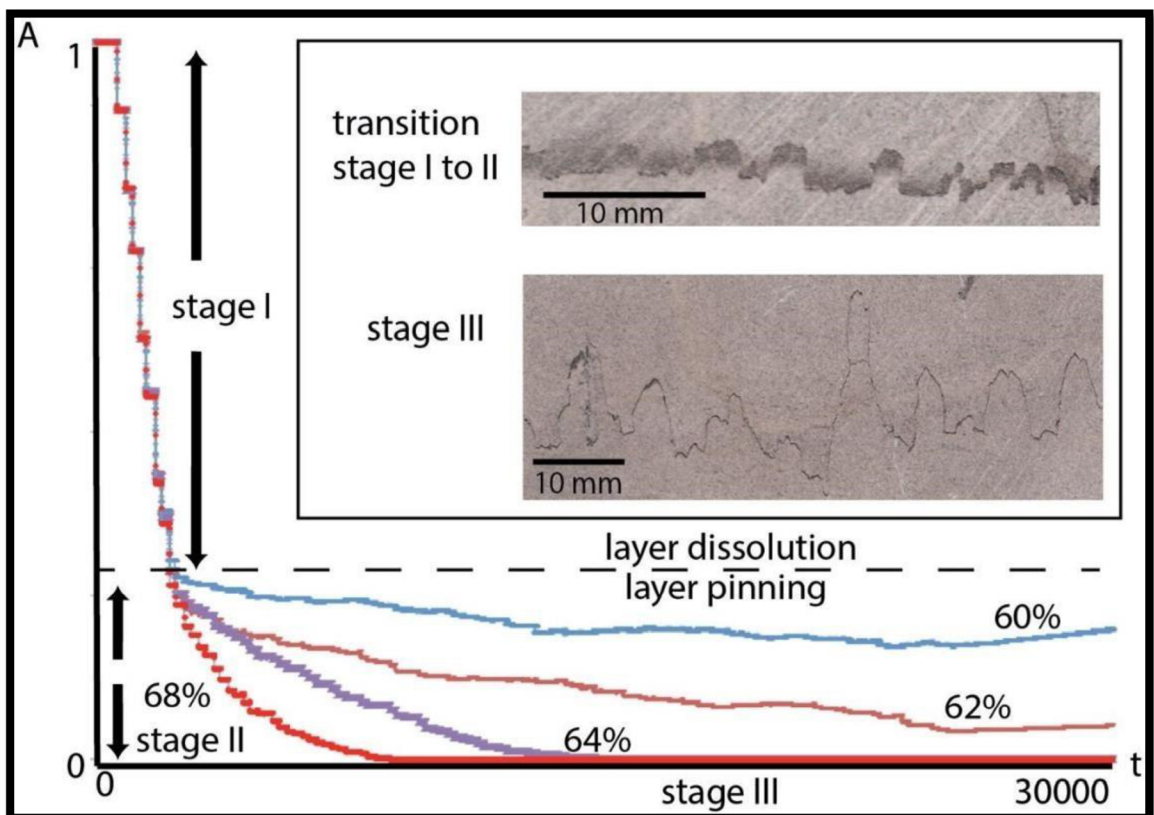 A
1
transition
stage I to II
10 mm
stage I
stage III
10 mm
layer dissolution
layer pinning
60%
68%
62%
stage II
64%
0
t
0
stage III
30000